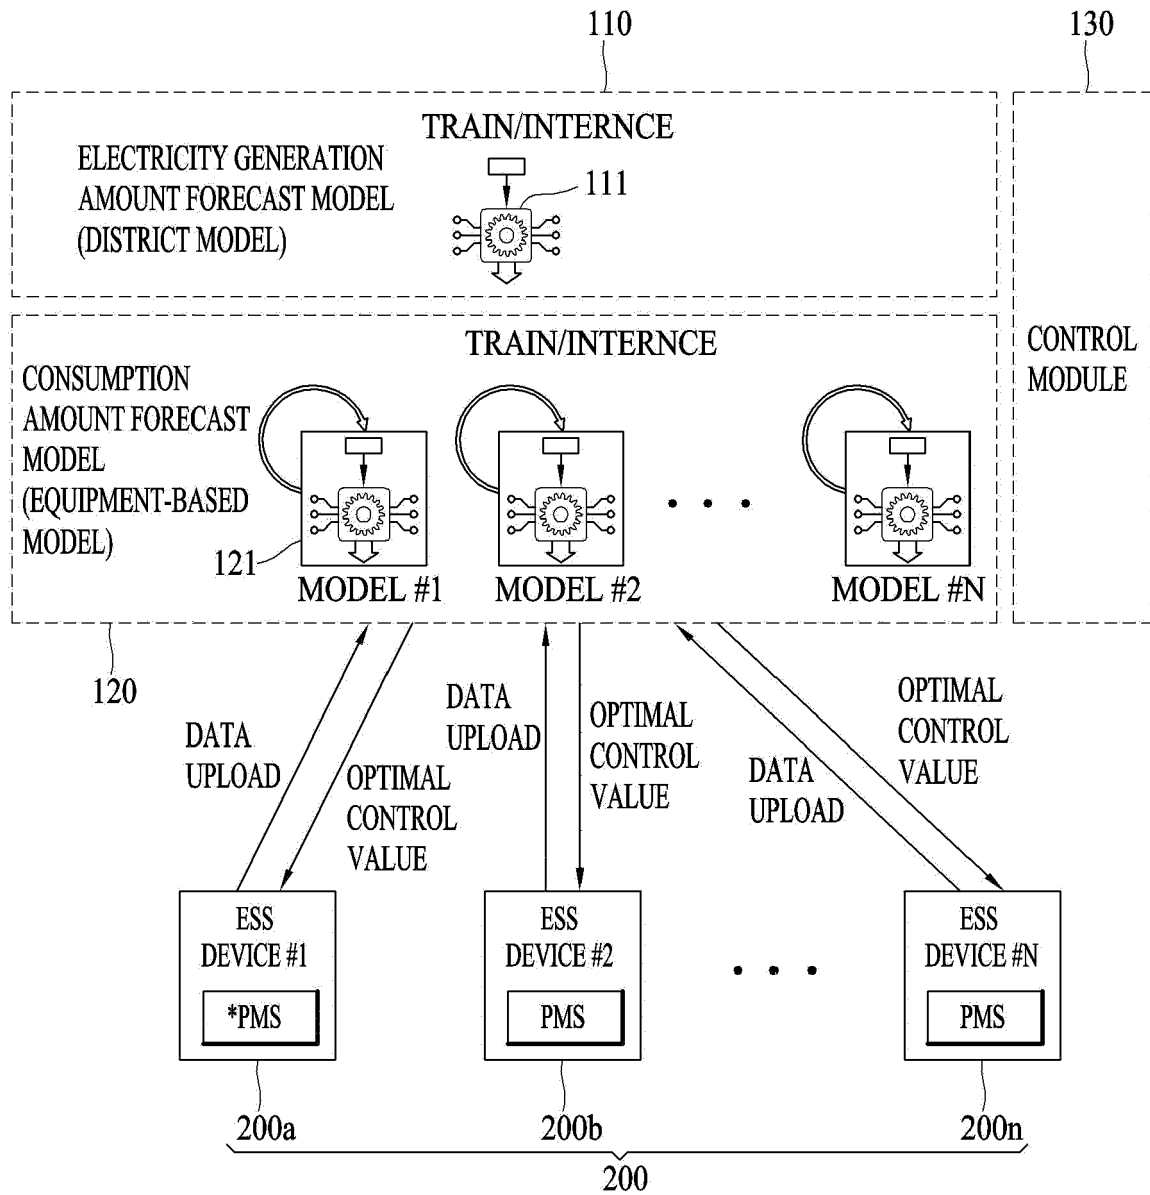 110
130
TRAIN/INTERNCE
ELECTRICITY GENERATION
AMOUNT FORECAST MODEL
(DISTRICT MODEL)
111
TRAIN/INTERNCE
CONSUMPTION
AMOUNT FORECAST
MODEL
(EQUIPMENT-BASED
MODEL)
CONTROL
MODULE
121
MODEL #1
MODEL #2
MODEL #N
120
DATA
UPLOAD
OPTIMAL
CONTROL
VALUE
DATA
UPLOAD
OPTIMAL
CONTROL
VALUE
DATA
UPLOAD
OPTIMAL
CONTROL
VALUE
ESS
DEVICE #1
*PMS
ESS
DEVICE #2
PMS
ESS
DEVICE #N
PMS
200a
200b
200n
200